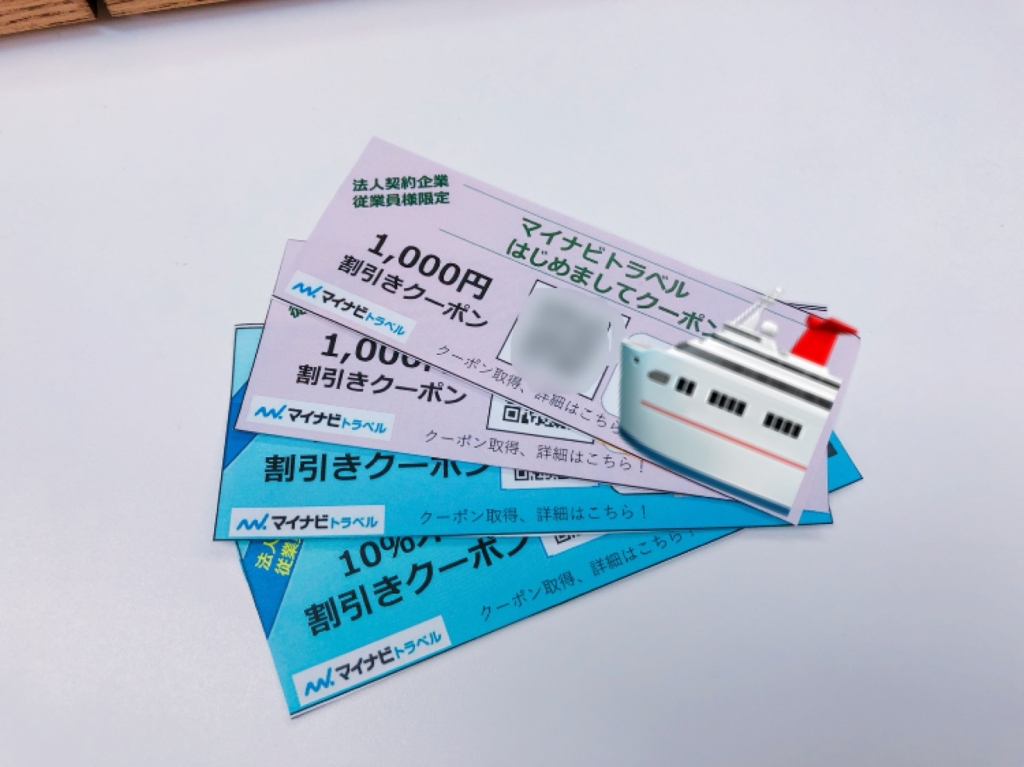 法人契約企業
従業員様限定
マイナビトラベル
はじめましてクーポン
1,000円
割引きクーポン
マイナビトラベル
クーポン取得、詳細はこちら
1,000
割引きクーポン
マイナビトラベル
クーポン取得、詳細はこちら！
割引きクーポン
マイナビトラベル
クーポン取得、詳細はこちら！
法人
従業
10%
割引きクーポン
マイナビトラベル
クーポン取得、詳細はこちら！